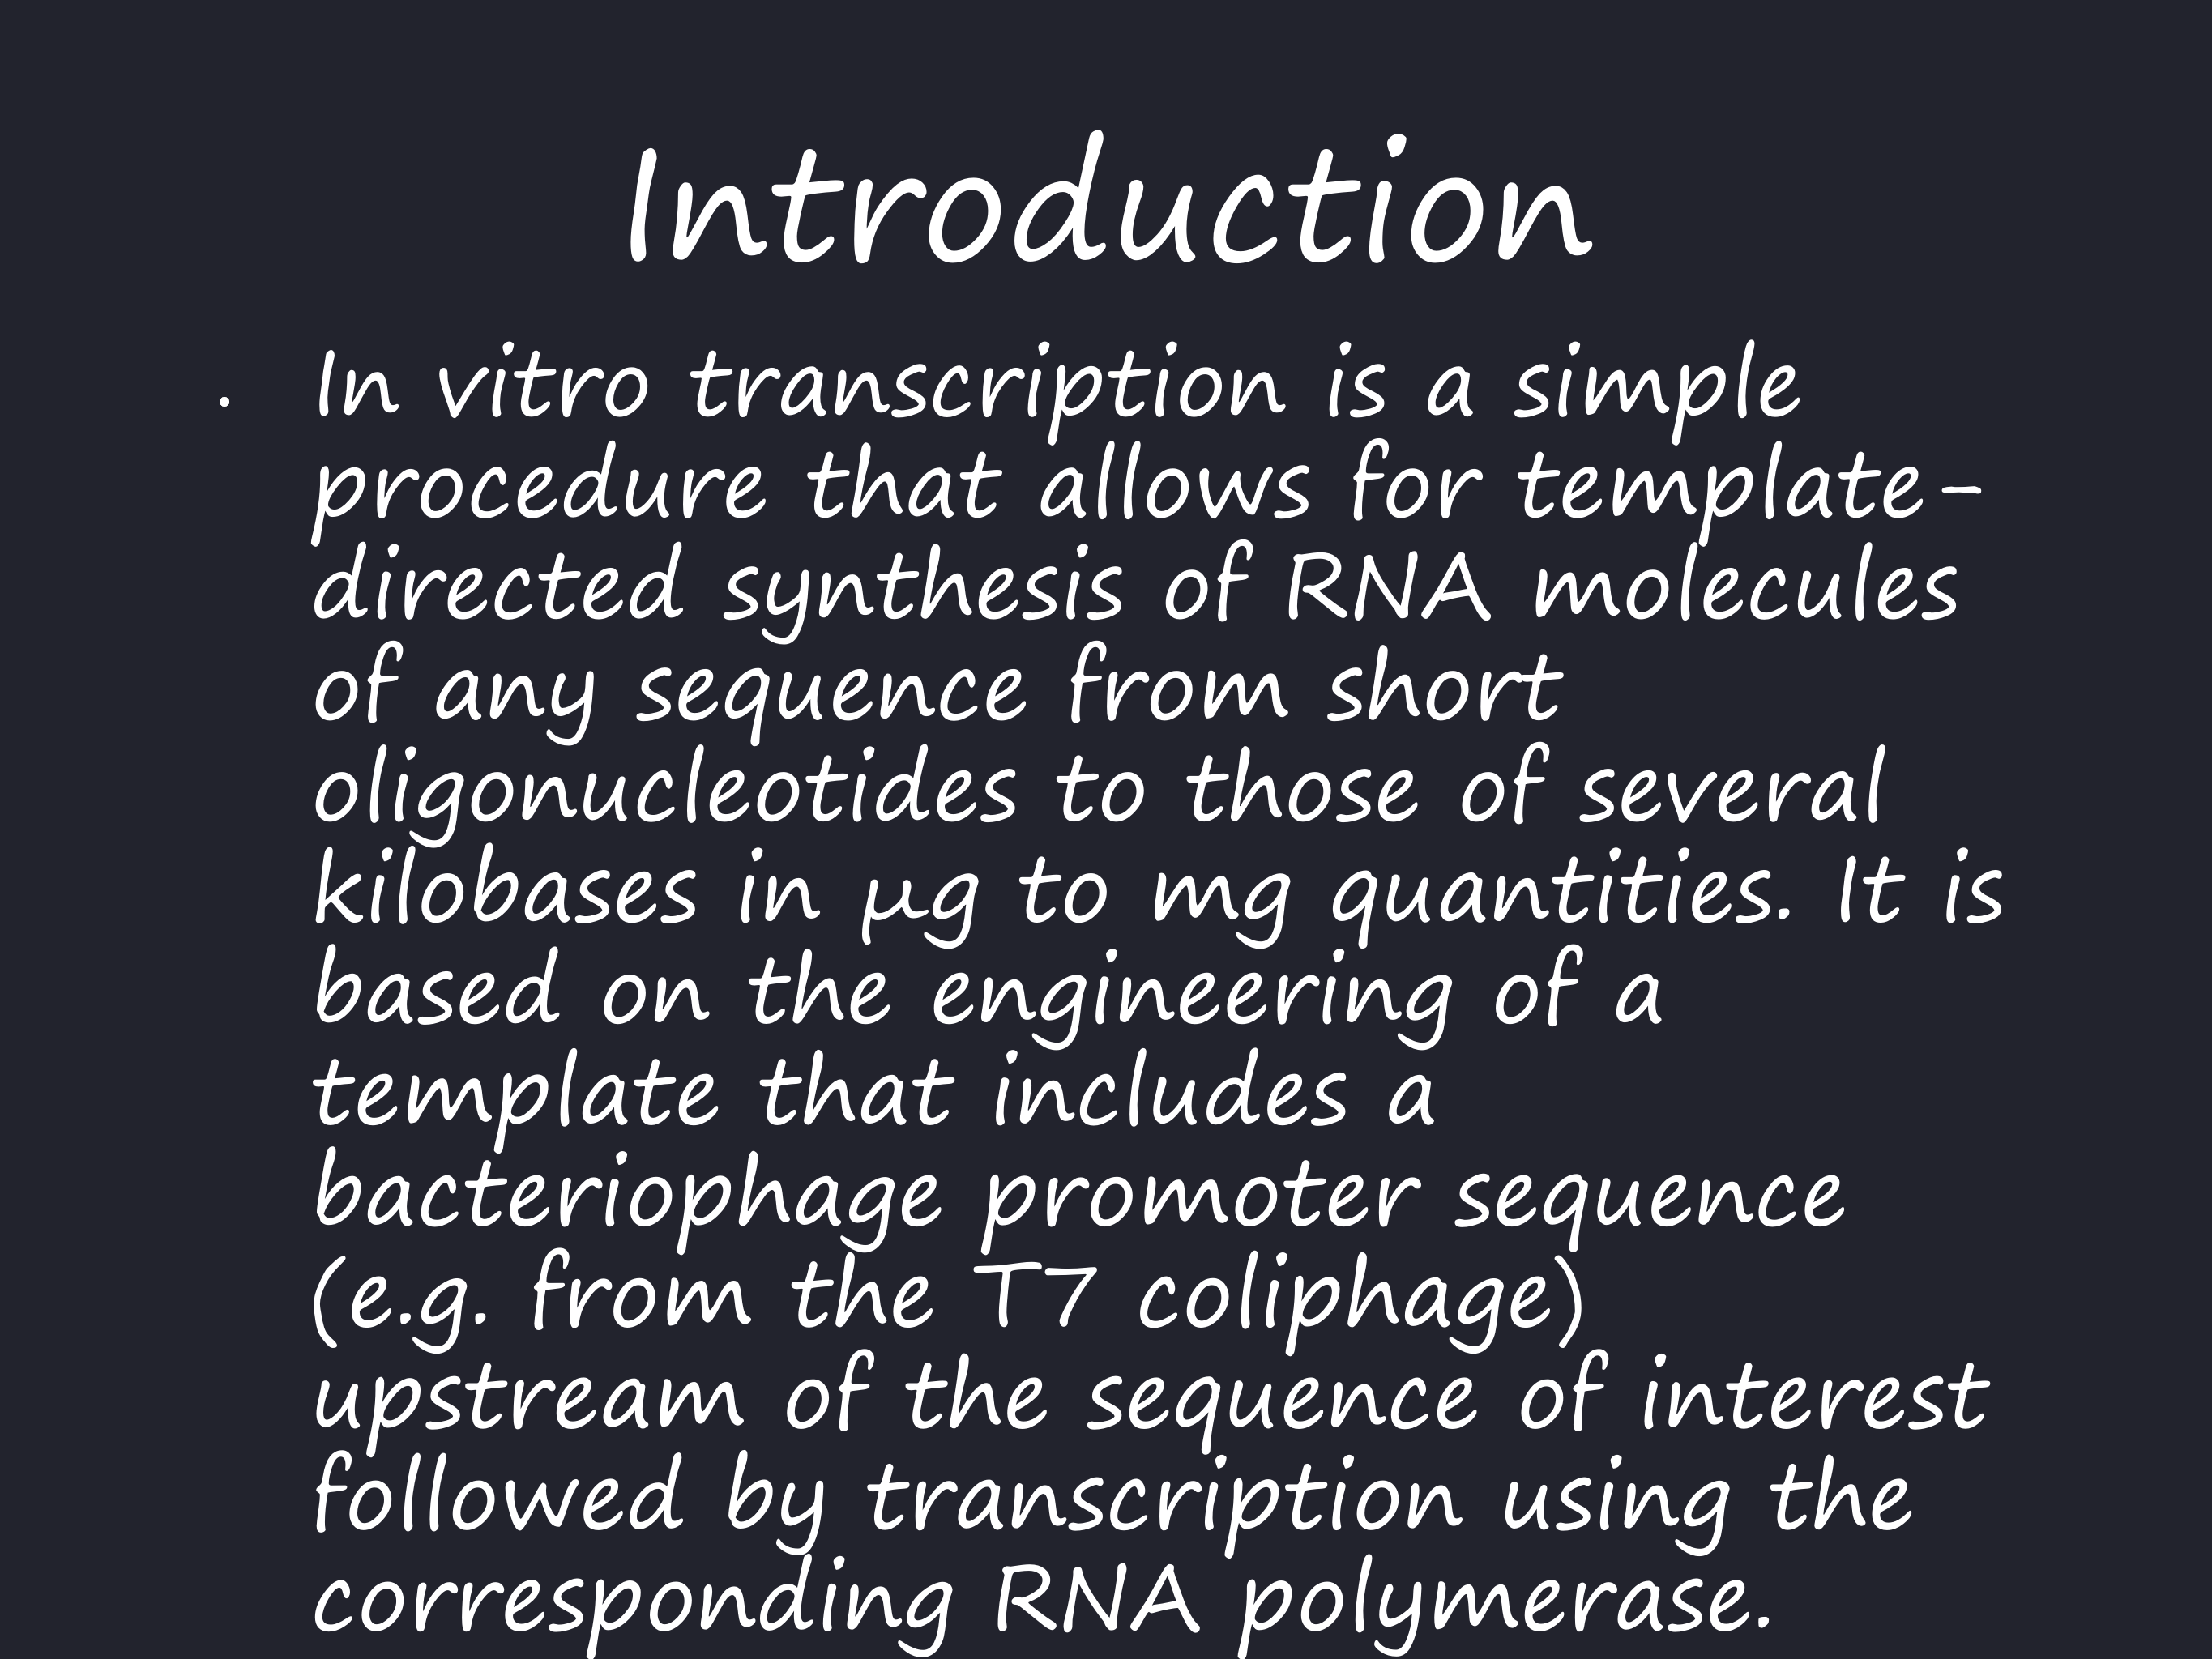 Introduction
• In vitro transcription is a simple
procedure that allows for template-
directed synthesis of RNA molecules
of any sequence from short
oligonucleotides to those of several
kilobases in μg to mg quantities. It is
based on the engineering of a
template that includes a
bacteriophage promoter sequence
(e.g. from the T7 coliphage)
upstream of the sequence of interest
followed by transcription using the
corresponding RNA polymerase.